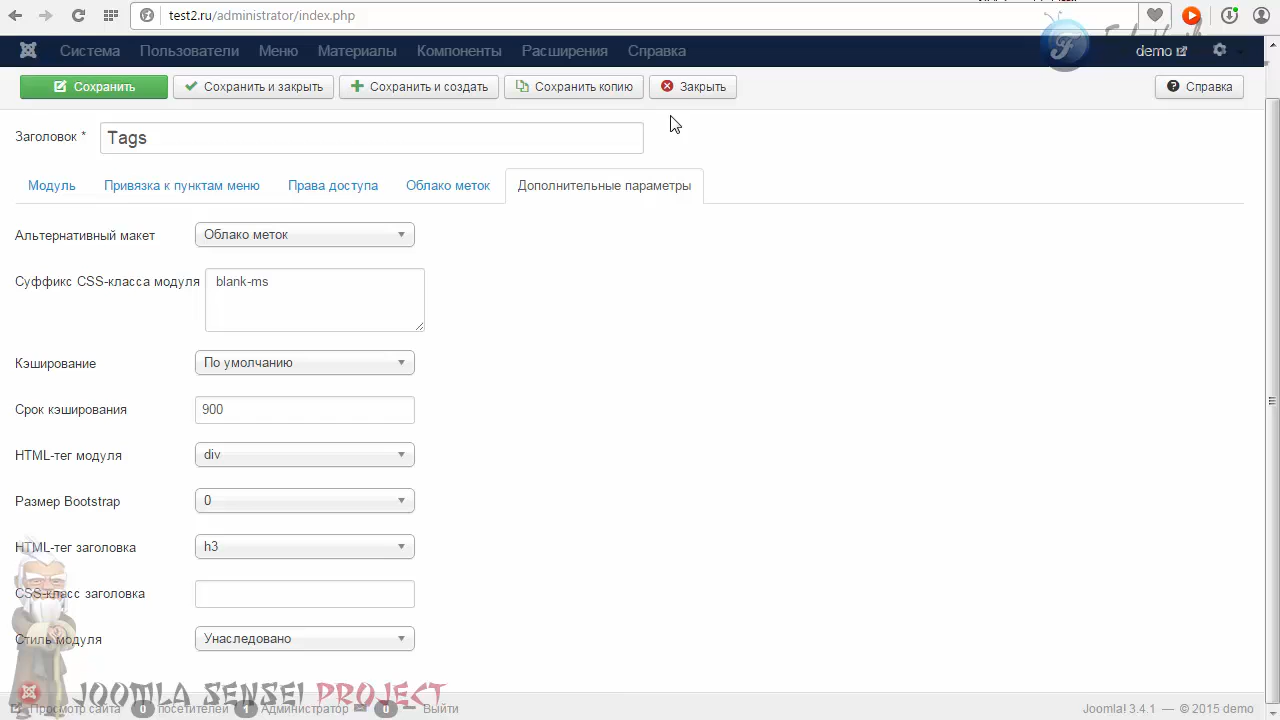 test2.ru/administrator/index.php
Система Пользователи Меню Материалы Компоненты Расширения Справка demo
Сохранить Сохранить и закрыть Сохранить и создать Сохранить копию Закрыть Справка
Заголовок * Tags
Модуль Привязка к пунктам меню Права доступа Облако меток Дополнительные параметры
Альтернативный макет Облако меток
Суффикс CSS-класса модуля blank-ms
Кэширование По умолчанию
Срок кэширования 900
HTML-тег модуля div
Размер Bootstrap 0
HTML-тег заголовка h3
CSS-класс заголовка
Стиль модуля Унаследовано
JOOMLA SENSEI PROJECT
Просмотр сайта 0 посетителей 1 Администратор 0 Выйти Joomla! 3.4.1 — © 2015 demo